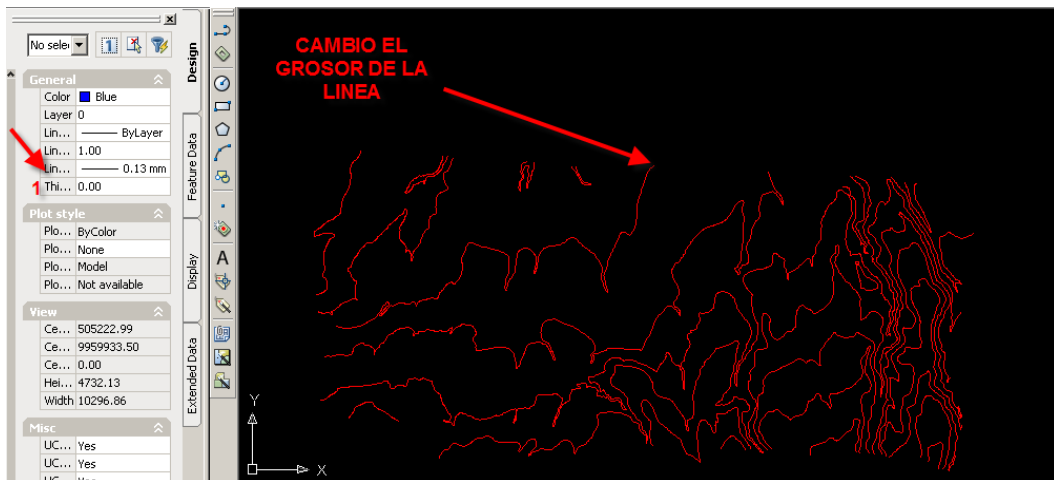 No sele
1
General
Color Blue
Layer 0
Lin... ByLayer
Lin... 1.00
Lin... 0.13 mm
1 Thi... 0.00
Plot style
Plo... ByColor
Plo... None
Plo... Model
Plo... Not available
View
Ce... 505222.99
Ce... 9959933.50
Ce... 0.00
Hei... 4732.13
Width 10296.86
Misc
UC... Yes
UC... Yes
Design
Feature Data
Display
Extended Data
A
CAMBIO EL
GROSOR DE LA
LINEA
Y
X